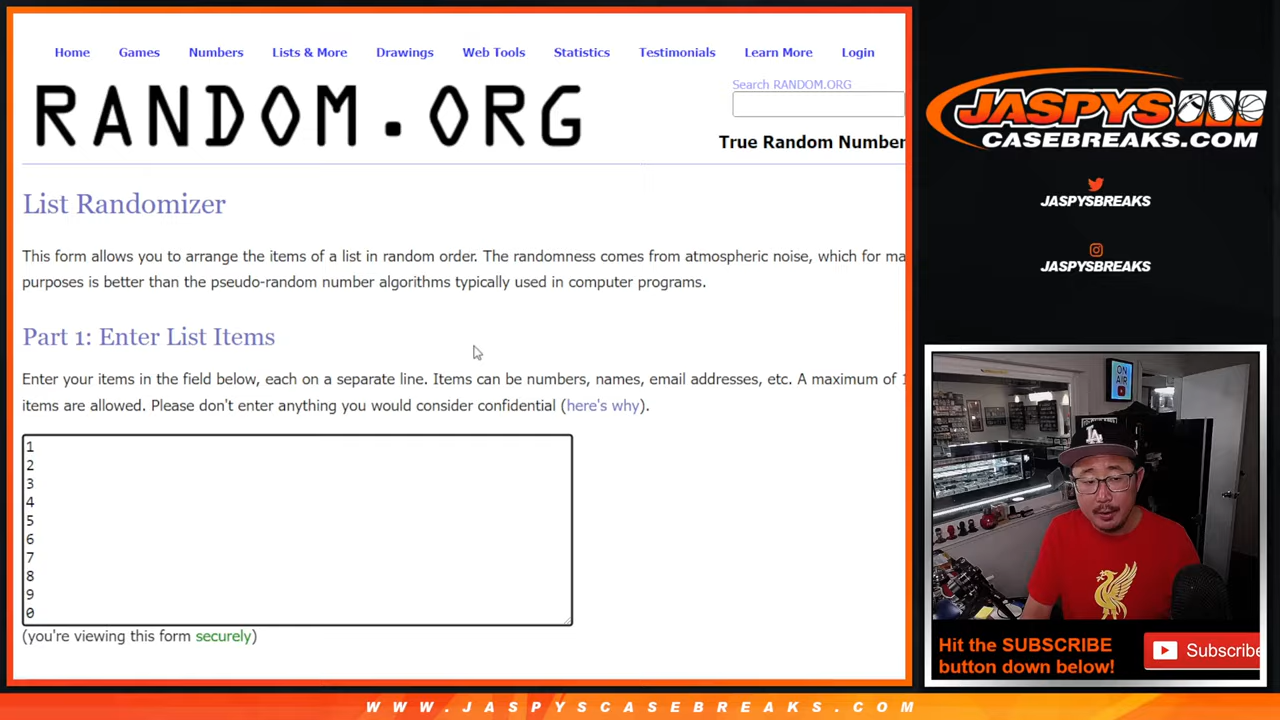 Home Games Numbers Lists & More Drawings Web Tools Statistics Testimonials Learn More Login
Search RANDOM.ORG
RANDOM.ORG
True Random Number
List Randomizer
This form allows you to arrange the items of a list in random order. The randomness comes from atmospheric noise, which for ma
purposes is better than the pseudo-random number algorithms typically used in computer programs.
Part 1: Enter List Items
Enter your items in the field below, each on a separate line. Items can be numbers, names, email addresses, etc. A maximum of 1
items are allowed. Please don't enter anything you would consider confidential (here's why).
1
2
3
4
5
6
7
8
9
0
(you're viewing this form securely)
JASPYS
CASEBREAKS.COM
JASPYSBREAKS
JASPYSBREAKS
ON
AIR
LA
Hit the SUBSCRIBE
button down below!
Subscribe
WWW.JASPYSCASEBREAKS.COM